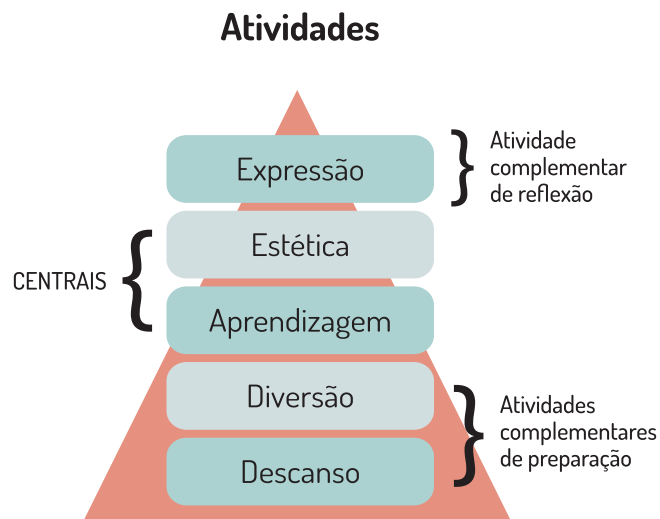 Atividades
Expressão
Atividade
complementar
de reflexão
Estética
CENTRAIS
Aprendizagem
Diversão
Atividades
complementares
de preparação
Descanso